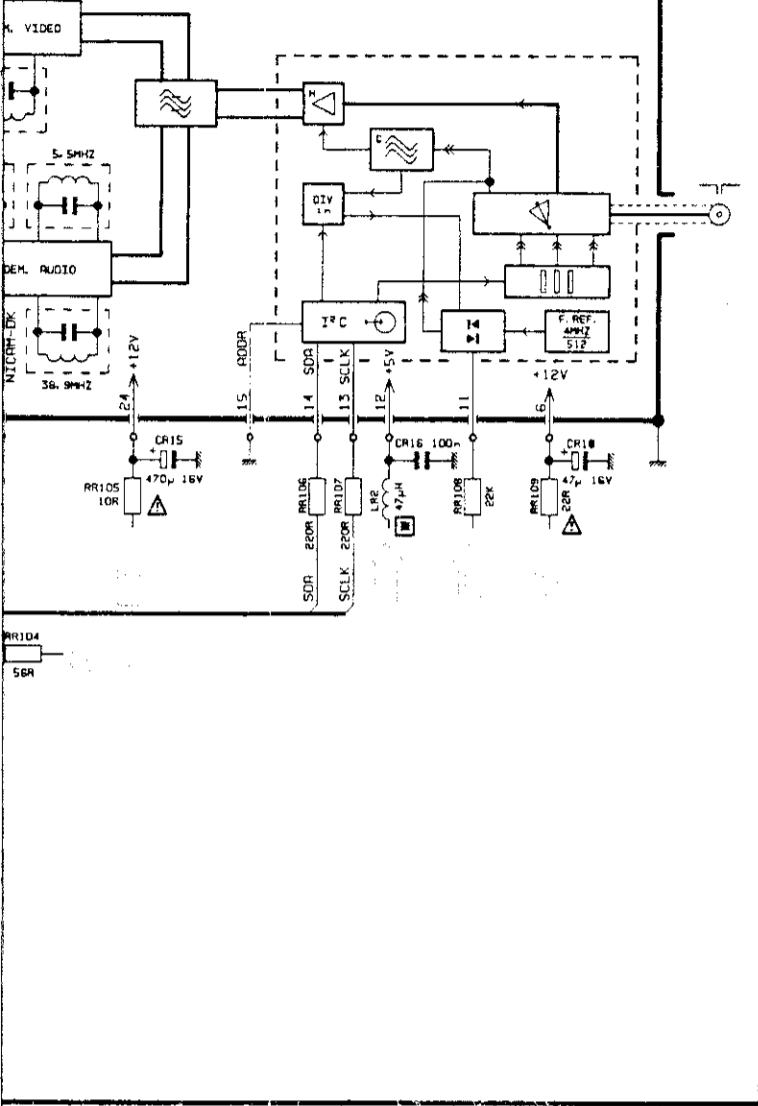 M. VIDEO
M
5.5MHZ
C
DIV
1n
DEM. AUDIO
I²C
F. REF.
4MHZ
512
NICAM-DK
38.9MHZ
+12V
24
ADDR
15
SDA
14
SCLK
13
+5V
12
11
+12V
6
CR15
470µ 16V
RR105
10R
RR106
220R
RR107
220R
CR16 100n
LR2
47µH
RR108
22K
CR18
47µ 16V
RR109
22R
SDA
SCLK
RR104
56R